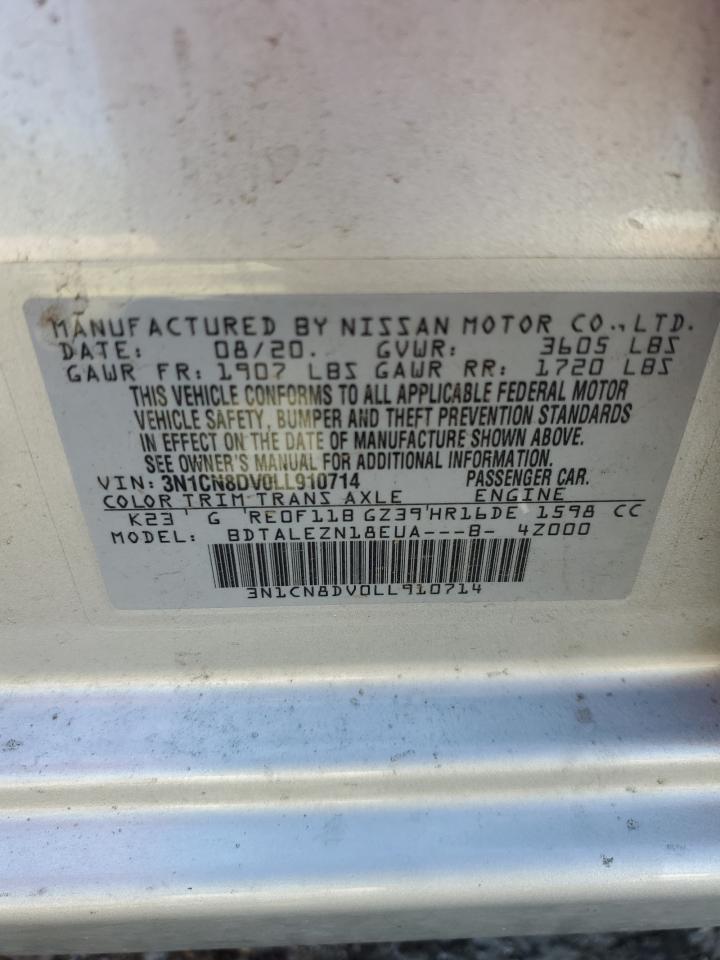 MANUFACTURED BY NISSAN MOTOR CO., LTD.
DATE: 08/20. GVWR: 3605 LBS
GAWR FR: 1907 LBS GAWR RR: 1720 LBS
THIS VEHICLE CONFORMS TO ALL APPLICABLE FEDERAL MOTOR
VEHICLE SAFETY, BUMPER AND THEFT PREVENTION STANDARDS
IN EFFECT ON THE DATE OF MANUFACTURE SHOWN ABOVE.
SEE OWNER'S MANUAL FOR ADDITIONAL INFORMATION.
VIN: 3N1CN8DV0LL910714 PASSENGER CAR.
COLOR TRIM TRANS AXLE ENGINE
K23 G RE0F11B GZ39 HR16DE 1598 CC
MODEL: BDTALEZN18EUA---B- 4Z000
3N1CN8DV0LL910714